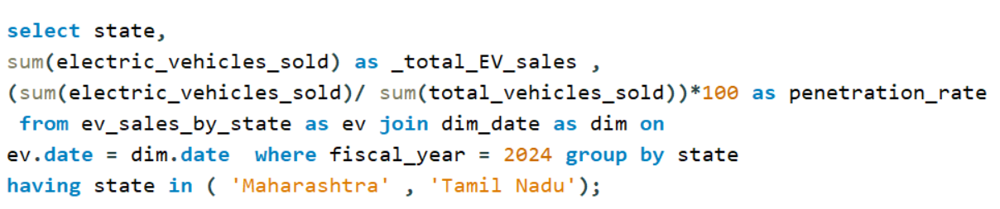 select state,
sum(electric_vehicles_sold) as _total_EV_sales ,
(sum(electric_vehicles_sold)/ sum(total_vehicles_sold))*100 as penetration_rate
from ev_sales_by_state as ev join dim_date as dim on
ev.date = dim.date  where fiscal_year = 2024 group by state
having state in ( 'Maharashtra' , 'Tamil Nadu');